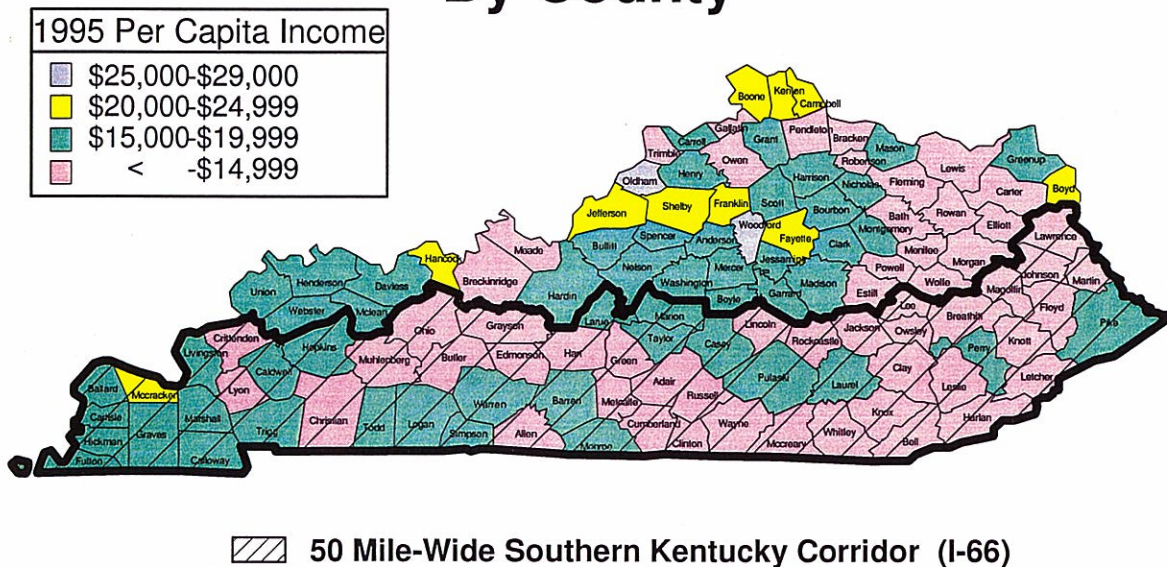 By County
1995 Per Capita Income
$25,000-$29,000
$20,000-$24,999
$15,000-$19,999
< -$14,999
Boone
Kenton
Campbell
Gallatin
Carroll
Grant
Pendleton
Bracken
Mason
Trimble
Owen
Robertson
Lewis
Greenup
Oldham
Henry
Harrison
Nicholas
Fleming
Carter
Boyd
Jefferson
Shelby
Franklin
Scott
Bourbon
Bath
Rowan
Elliott
Woodford
Fayette
Montgomery
Menifee
Lawrence
Bullitt
Spencer
Anderson
Clark
Morgan
Hancock
Meade
Breckinridge
Nelson
Mercer
Jessamine
Powell
Wolfe
Johnson
Martin
Union
Henderson
Daviess
Hardin
Washington
Boyle
Garrard
Madison
Estill
Magoffin
Floyd
Pike
Webster
Mclean
Ohio
Grayson
Larue
Marion
Lincoln
Rockcastle
Jackson
Lee
Owsley
Breathitt
Knott
Crittenden
Livingston
Hopkins
Muhlenberg
Butler
Edmonson
Hart
Green
Taylor
Casey
Perry
Letcher
Caldwell
Lyon
Ballard
Mccracken
Carlisle
Graves
Marshall
Hickman
Fulton
Calloway
Trigg
Christian
Todd
Logan
Simpson
Warren
Allen
Barren
Monroe
Metcalfe
Adair
Russell
Cumberland
Clinton
Wayne
Pulaski
Mccreary
Laurel
Whitley
Clay
Knox
Bell
Leslie
Harlan
50 Mile-Wide Southern Kentucky Corridor (I-66)